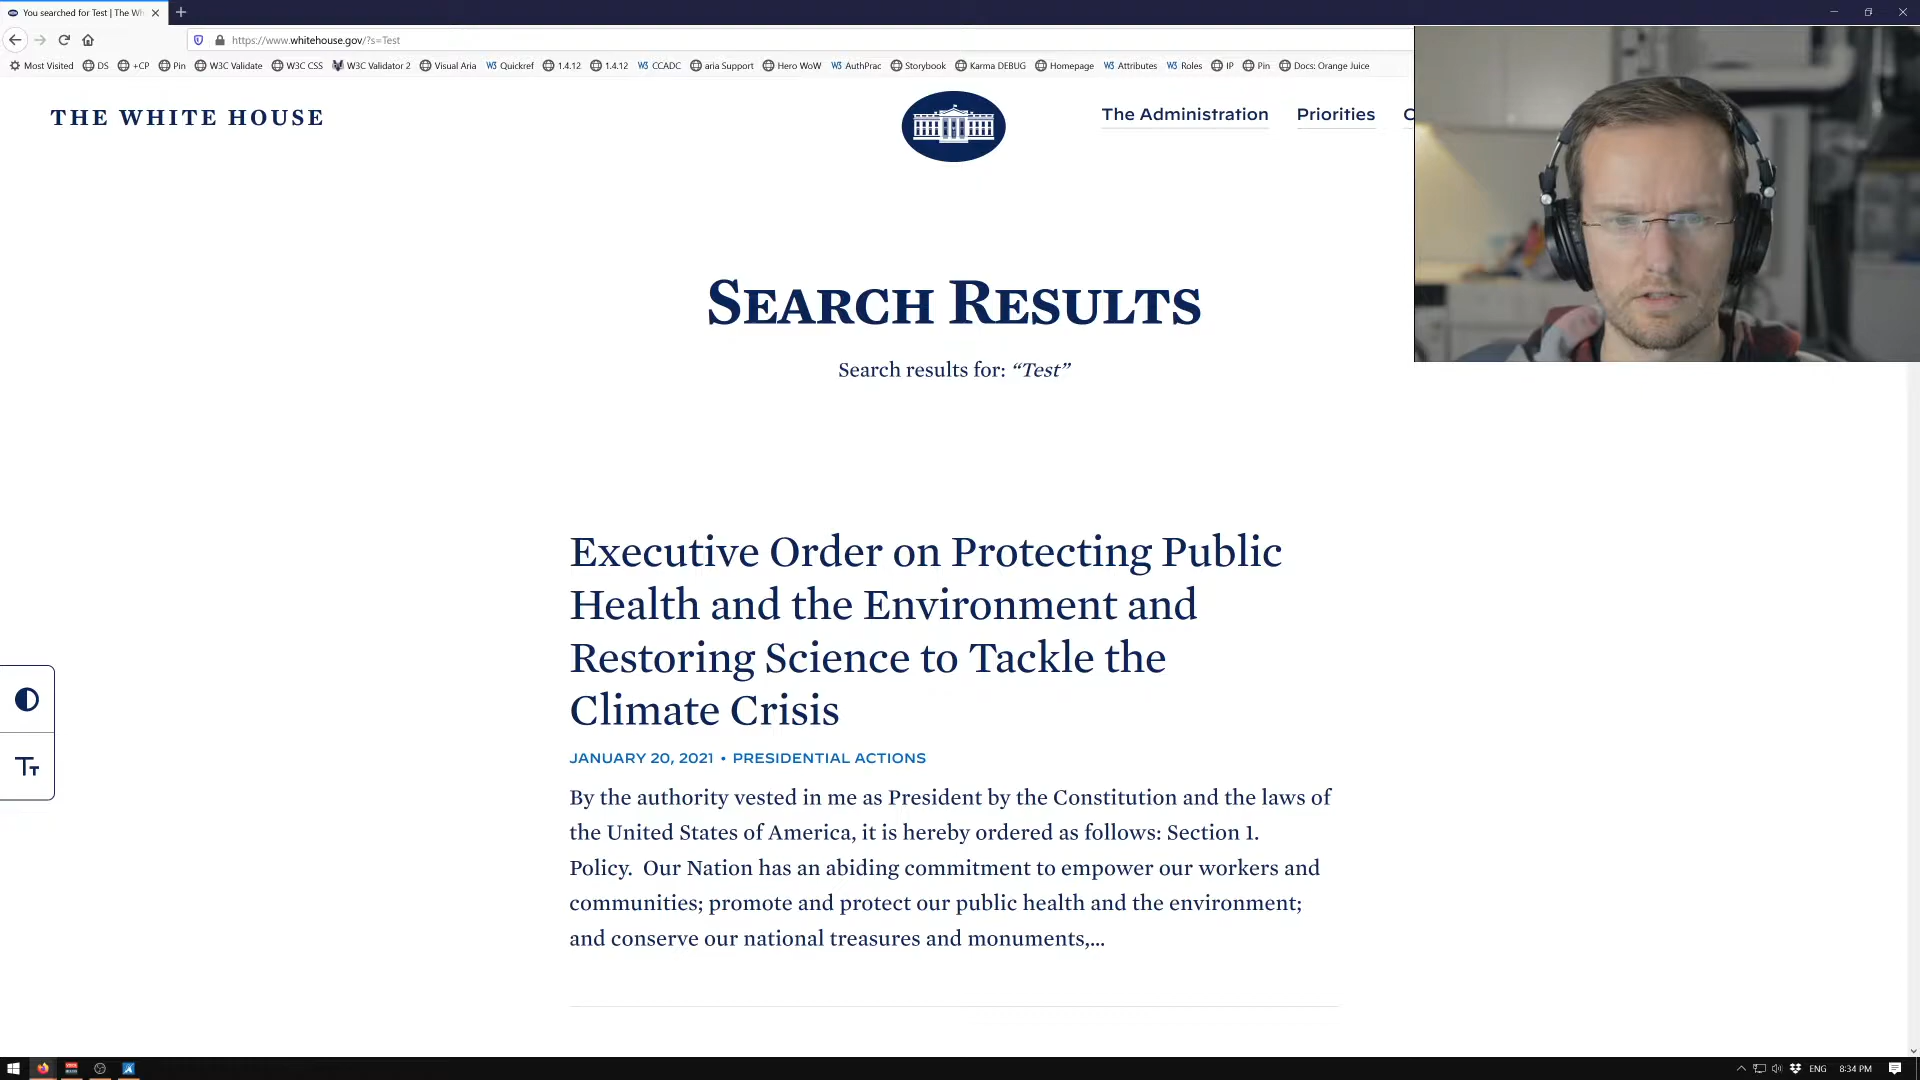 You searched for Test | The Wh
https://www.whitehouse.gov/?s=Test
Most Visited DS +CP Pin W3C Validate W3C CSS W3C Validator 2 Visual Aria Quickref 1.4.12 1.4.12 CCADC aria Support Hero WoW AuthPrac Storybook Karma DEBUG Homepage Attributes Roles IP Pin Docs: Orange Juice
THE WHITE HOUSE
The Administration Priorities C
SEARCH RESULTS
Search results for: “Test”
Executive Order on Protecting Public
Health and the Environment and
Restoring Science to Tackle the
Climate Crisis
JANUARY 20, 2021 • PRESIDENTIAL ACTIONS
By the authority vested in me as President by the Constitution and the laws of
the United States of America, it is hereby ordered as follows: Section 1.
Policy.  Our Nation has an abiding commitment to empower our workers and
communities; promote and protect our public health and the environment;
and conserve our national treasures and monuments,...
Tт
ENG 8:34 PM